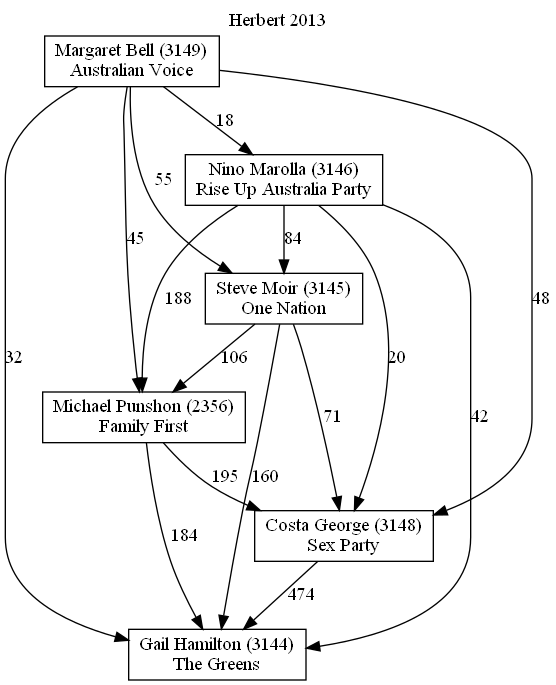 Herbert 2013
Margaret Bell (3149)
Australian Voice
18
Nino Marolla (3146)
Rise Up Australia Party
55
45
84
Steve Moir (3145)
One Nation
188
48
32
106
20
Michael Punshon (2356)
Family First
71
42
195
160
Costa George (3148)
Sex Party
184
474
Gail Hamilton (3144)
The Greens